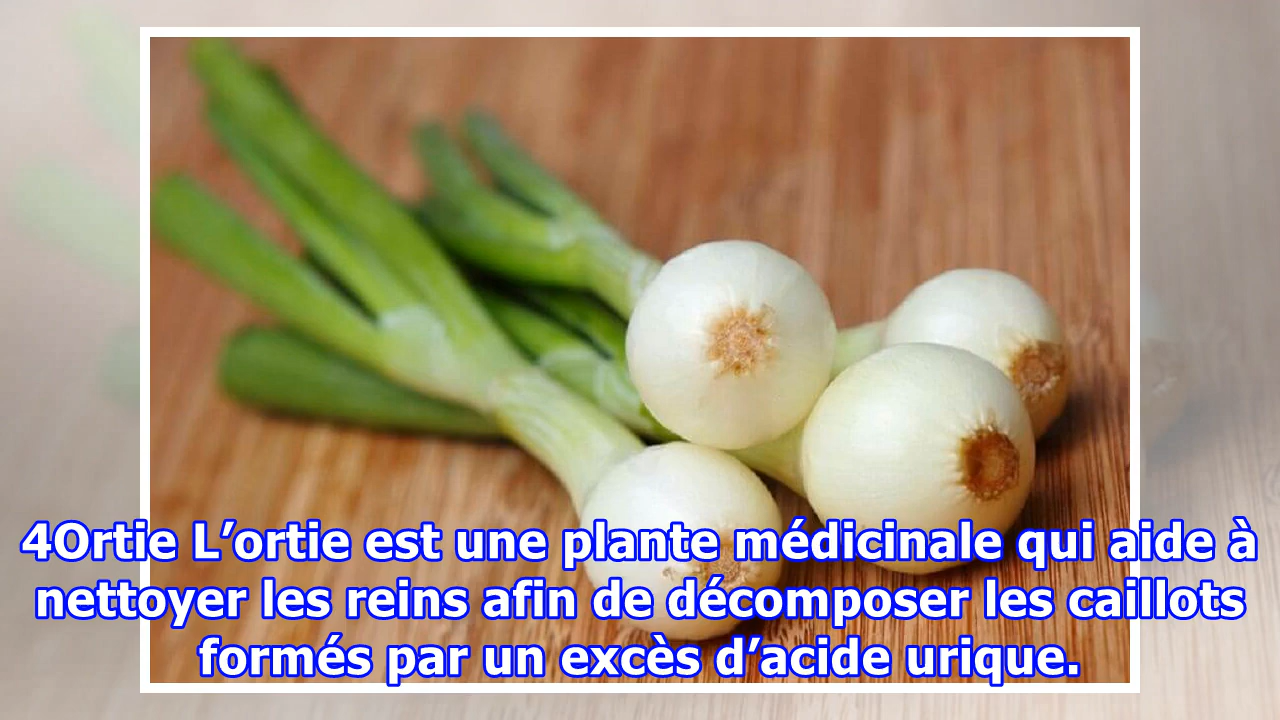 4Ortie L’ortie est une plante médicinale qui aide à
nettoyer les reins afin de décomposer les caillots
formés par un excès d’acide urique.